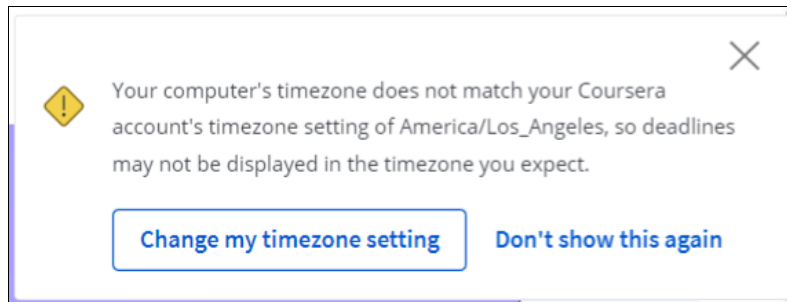 Your computer's timezone does not match your Coursera
account's timezone setting of America/Los_Angeles, so deadlines
may not be displayed in the timezone you expect.
Change my timezone setting Don't show this again